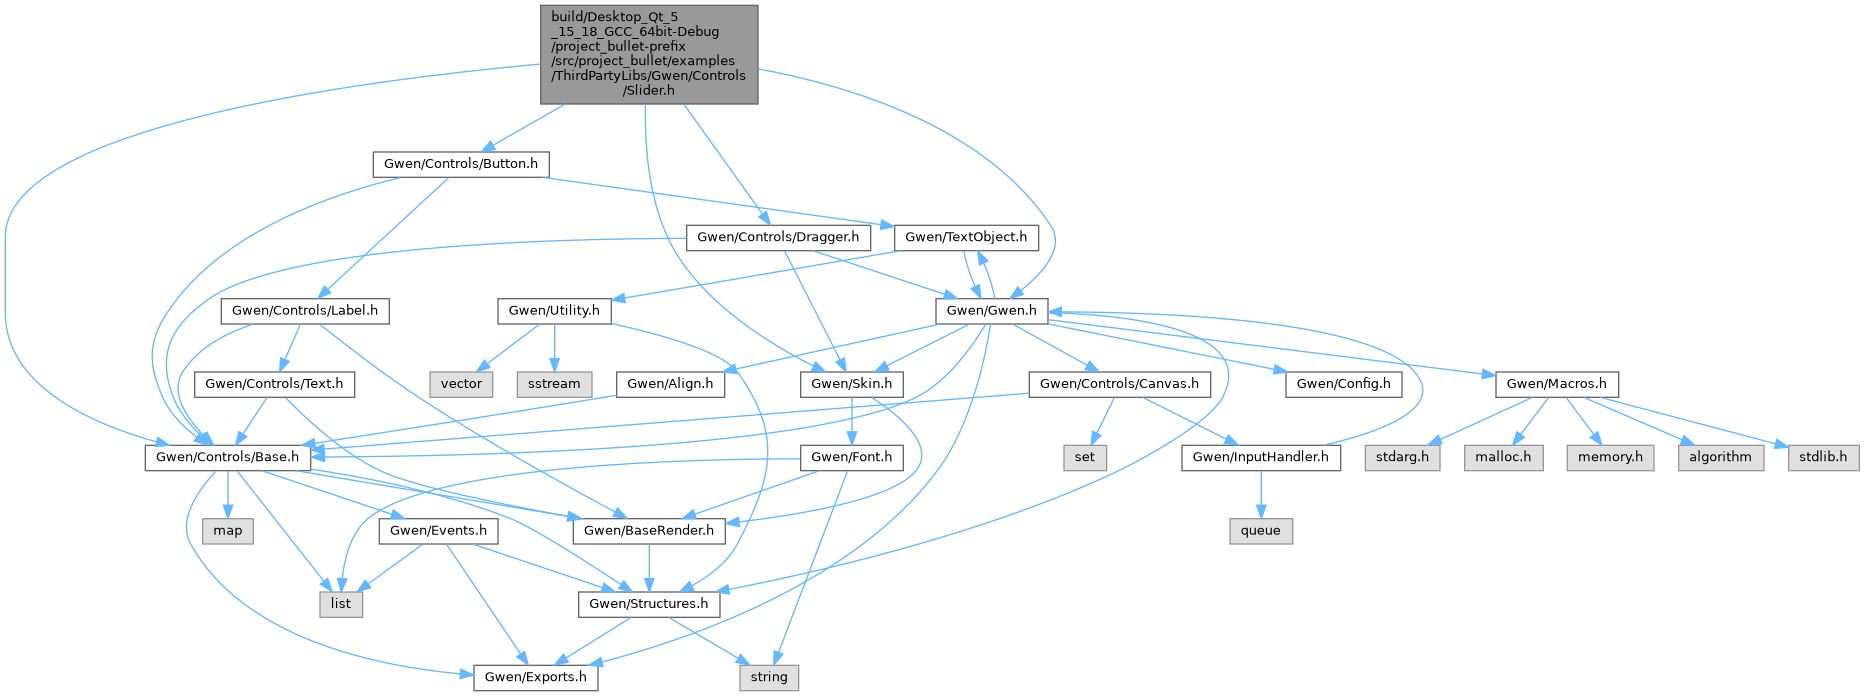 build/Desktop_Qt_5
_15_18_GCC_64bit-Debug
/project_bullet-prefix
/src/project_bullet/examples
/ThirdPartyLibs/Gwen/Controls
/Slider.h
Gwen/Controls/Button.h
Gwen/Controls/Dragger.h
Gwen/TextObject.h
Gwen/Controls/Label.h
Gwen/Utility.h
Gwen/Gwen.h
Gwen/Controls/Text.h
vector
sstream
Gwen/Align.h
Gwen/Skin.h
Gwen/Controls/Canvas.h
Gwen/Config.h
Gwen/Macros.h
Gwen/Controls/Base.h
Gwen/Font.h
set
Gwen/InputHandler.h
stdarg.h
malloc.h
memory.h
algorithm
stdlib.h
map
Gwen/Events.h
Gwen/BaseRender.h
queue
list
Gwen/Structures.h
Gwen/Exports.h
string